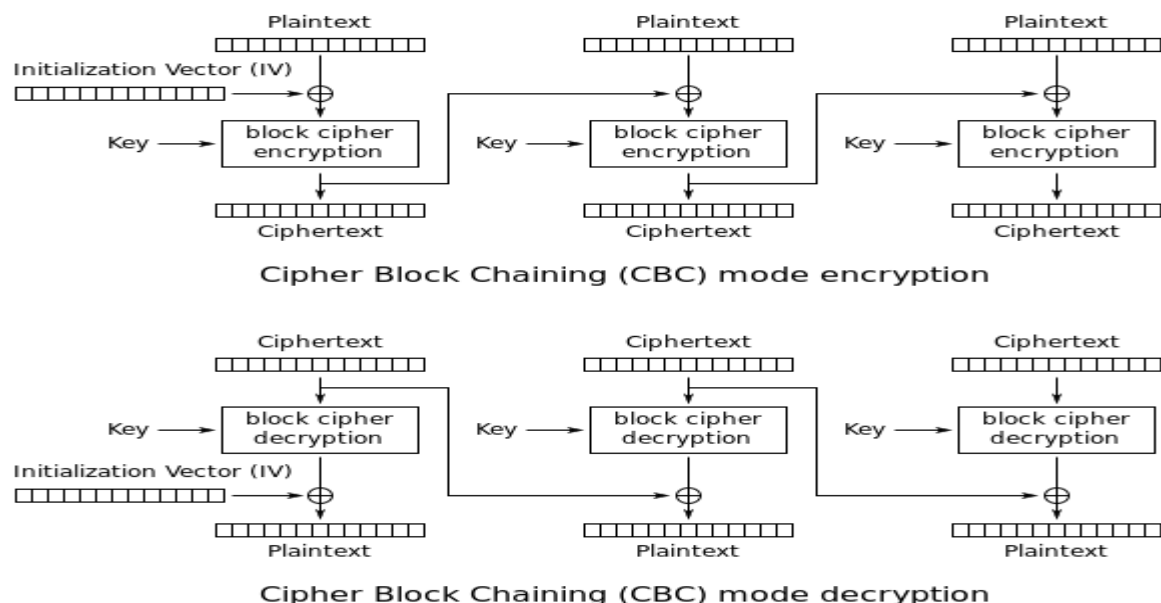 Plaintext Plaintext Plaintext
Initialization Vector (IV)
Key block cipher encryption Key block cipher encryption Key block cipher encryption
Ciphertext Ciphertext Ciphertext
Cipher Block Chaining (CBC) mode encryption
Ciphertext Ciphertext Ciphertext
Key block cipher decryption Key block cipher decryption Key block cipher decryption
Initialization Vector (IV)
Plaintext Plaintext Plaintext
Cipher Block Chaining (CBC) mode decryption